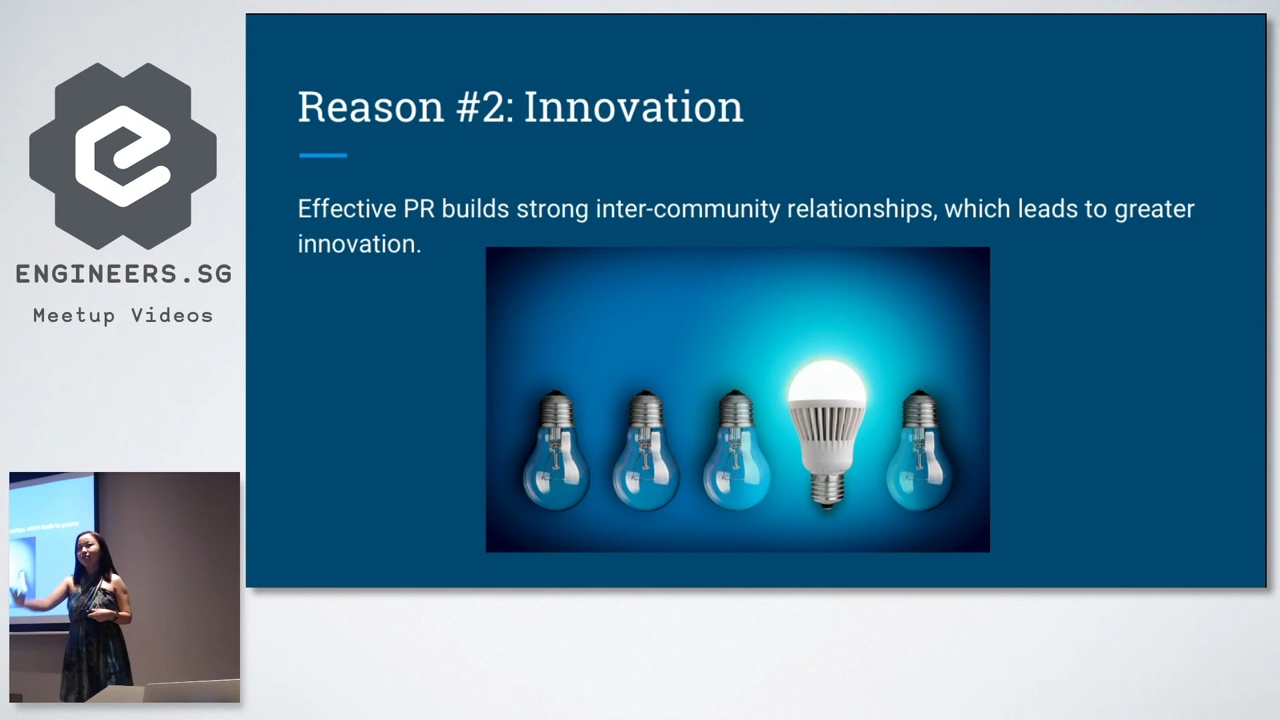 ENGINEERS.SG
Meetup Videos
Reason #2: Innovation
Effective PR builds strong inter-community relationships, which leads to greater
innovation.